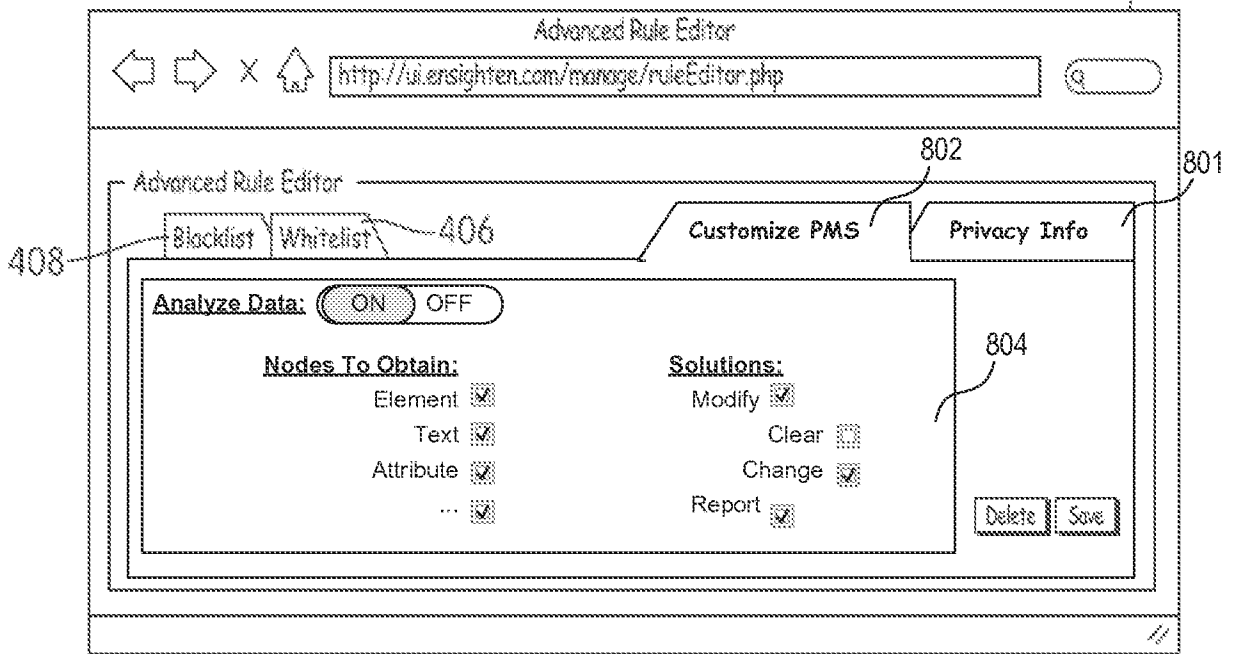 Advanced Rule Editor
X http://ui.ensighten.com/manage/ruleEditor.php
802
801
Advanced Rule Editor
408 Blacklist Whitelist 406 Customize PMS Privacy Info
Analyze Data: ON OFF
804
Nodes To Obtain: Solutions:
Element Modify
Text Clear
Attribute Change
... Report
Delete Save